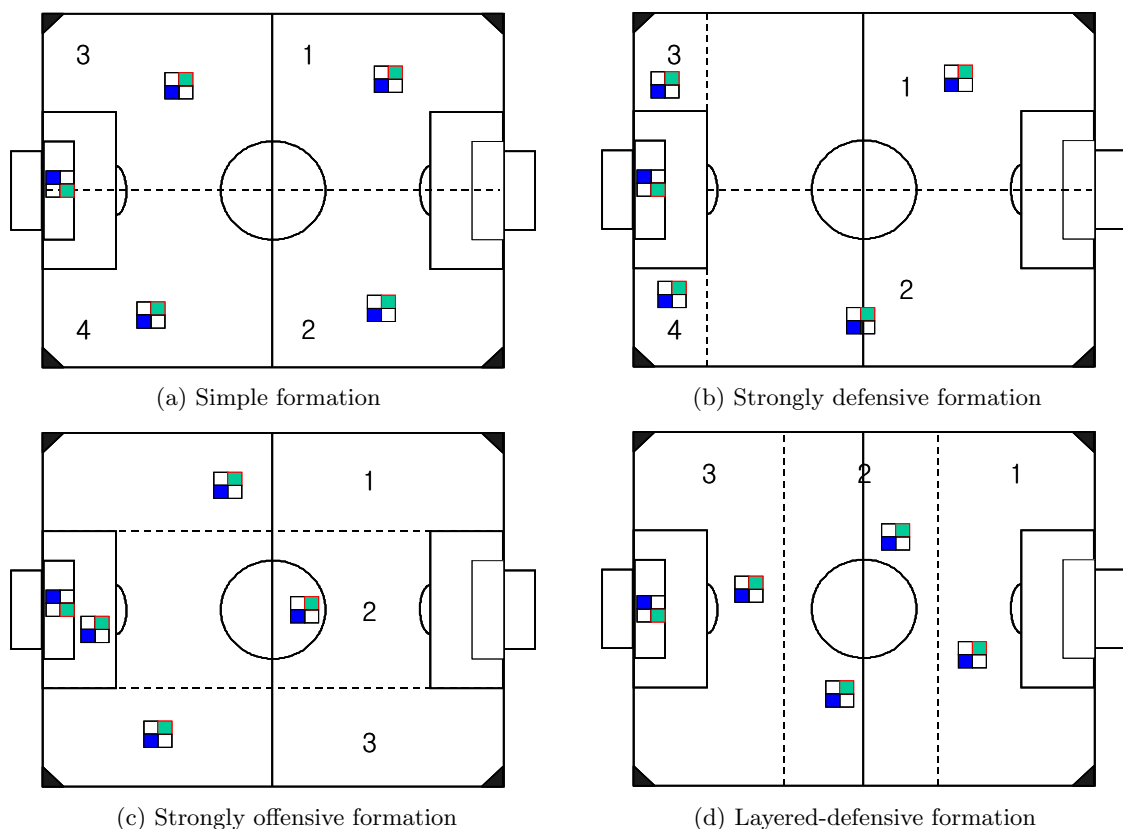 3 1
4 2
(a) Simple formation
3
1
2
4
(b) Strongly defensive formation
1
2
3
(c) Strongly offensive formation
3 2 1
(d) Layered-defensive formation